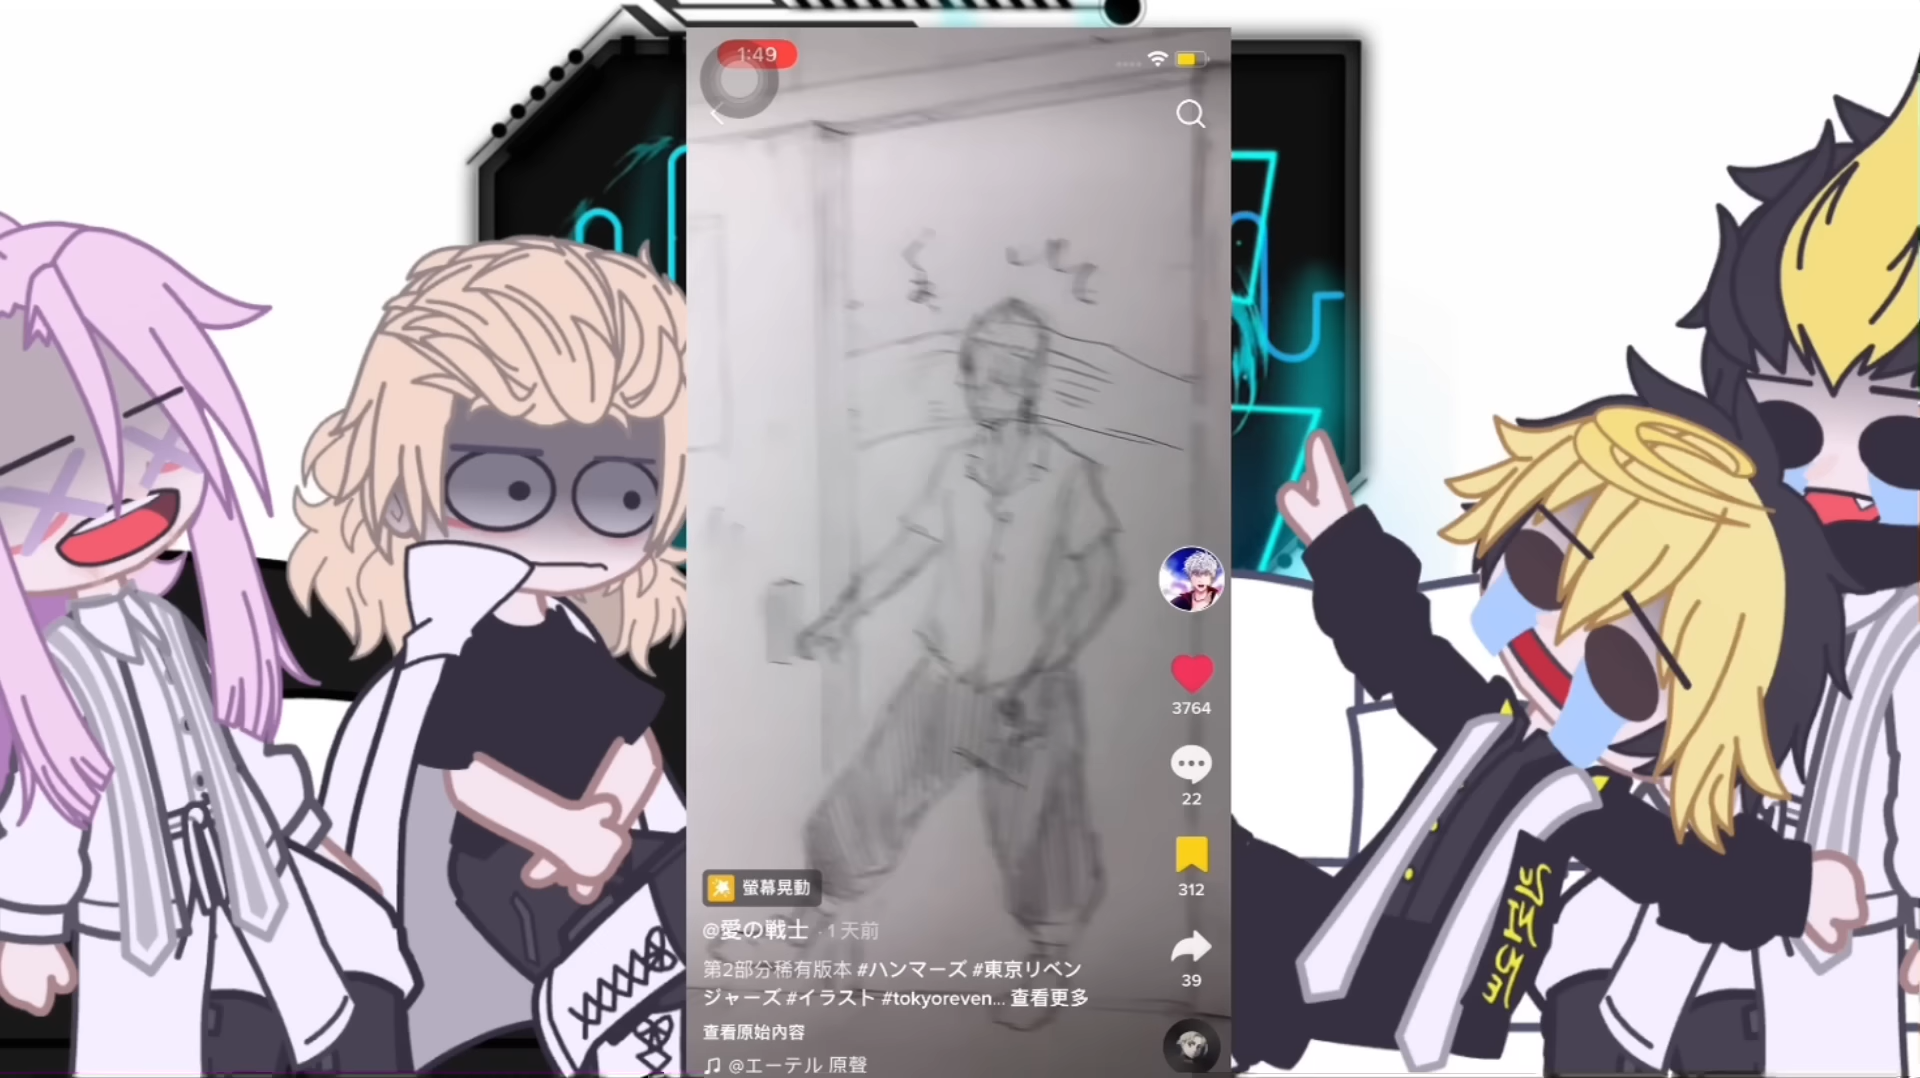 1:49
3764
22
312
39
螢幕晃動
@愛の戦士 · 1 天前
第2部分稀有版本 #ハンマーズ #東京リベン
ジャーズ #イラスト #tokyoreven... 查看更多
查看原始內容
@エーテル 原聲